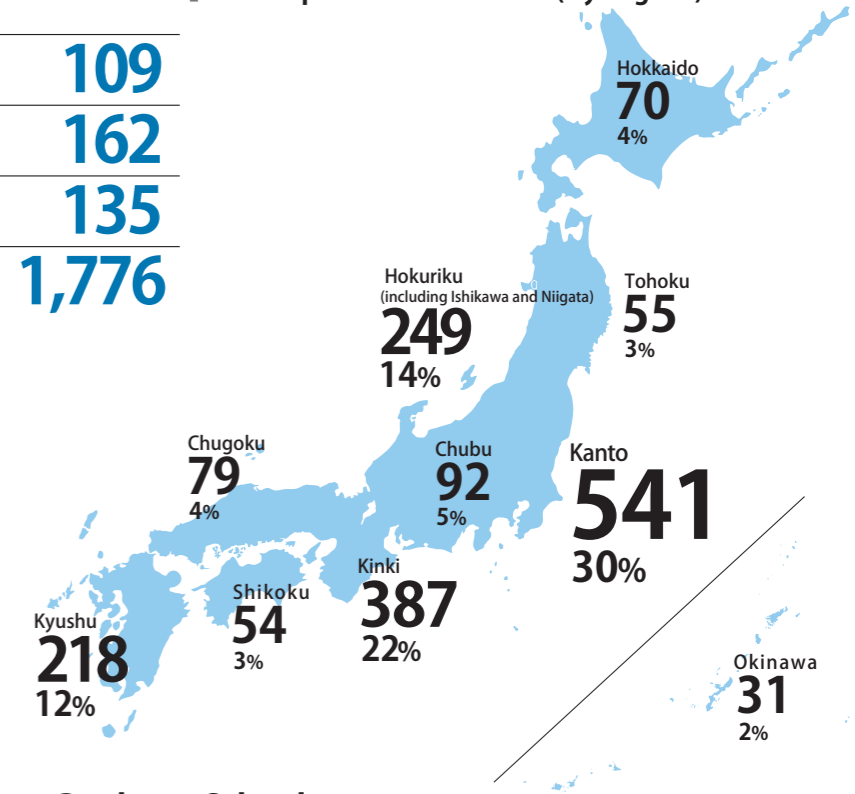 109
162
135
1,776
Hokkaido
70
4%
Hokuriku
(including Ishikawa and Niigata)
249
14%
Tohoku
55
3%
Chugoku
79
4%
Chubu
92
5%
Kanto
541
30%
Kinki
387
22%
Shikoku
54
3%
Kyushu
218
12%
Okinawa
31
2%